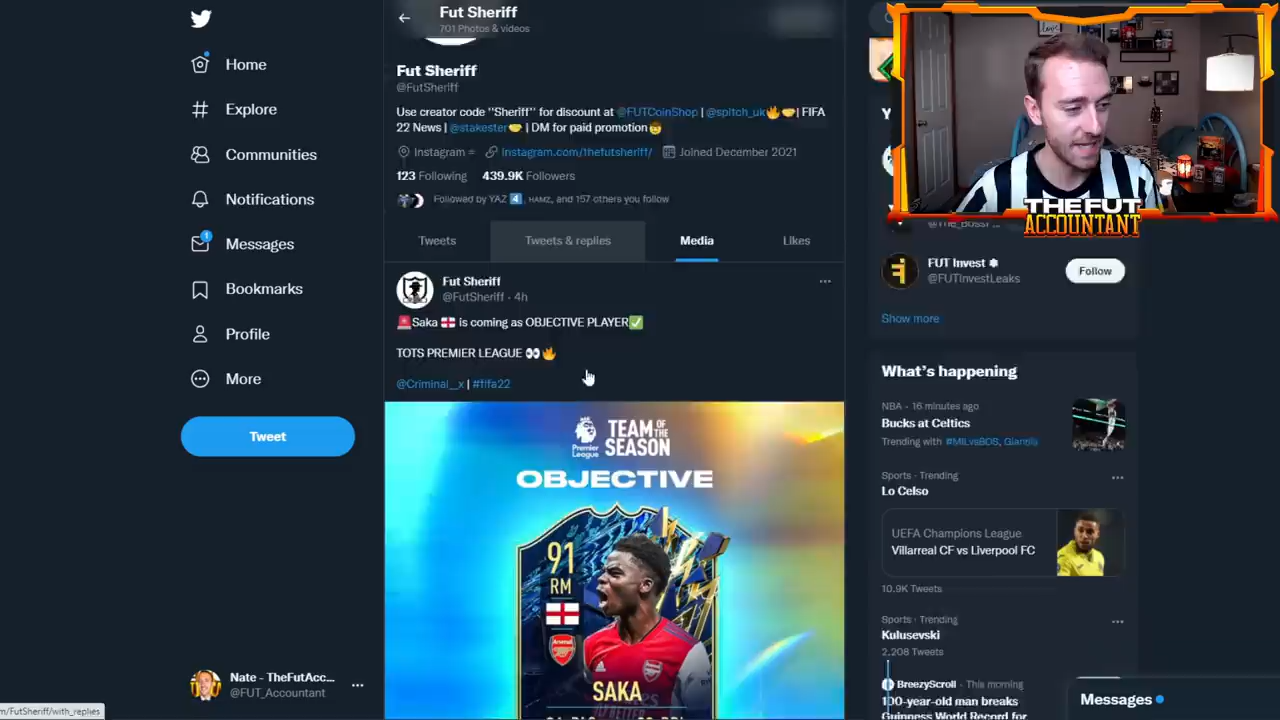 Fut Sheriff
701 Photos & videos
Home
Explore
Communities
Notifications
1
Messages
Bookmarks
Profile
More
Tweet
Nate - TheFutAcc...
@FUT_Accountant
m/FutSheriff/with_replies
Fut Sheriff
@FutSheriff
Use creator code "Sheriff" for discount at @FUTCoinShop | @spitch_uk | FIFA
22 News | @stakester | DM for paid promotion
Instagram = instagram.com/thefutsheriff/ Joined December 2021
123 Following 439.9K Followers
Followed by YAZ 4, HAMZ, and 157 others you follow
Tweets Tweets & replies Media Likes
Fut Sheriff
@FutSheriff · 4h
Saka is coming as OBJECTIVE PLAYER
TOTS PREMIER LEAGUE
@Criminal__x | #fifa22
Premier League
TEAM OF THE SEASON
OBJECTIVE
91
RM
Arsenal
SAKA
THE FUT
ACCOUNTANT
@The_Boss...
FUT Invest
@FUTInvestLeaks
Follow
Show more
What's happening
NBA · 16 minutes ago
Bucks at Celtics
Trending with #MILvsBOS, Giannis
Sports · Trending
Lo Celso
UEFA Champions League
Villarreal CF vs Liverpool FC
10.9K Tweets
Sports · Trending
Kulusevski
2,208 Tweets
BreezyScroll · This morning
100-year-old man breaks
Guinness World Record for
Messages